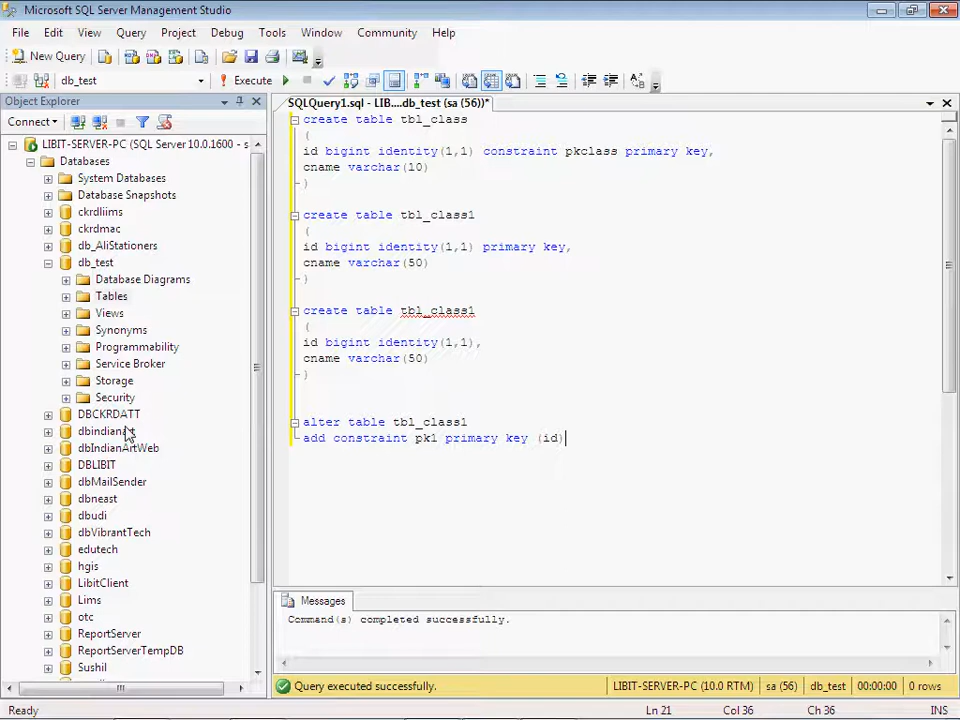 Microsoft SQL Server Management Studio
File Edit View Query Project Debug Tools Window Community Help
New Query
db_test Execute
Object Explorer
Connect
LIBIT-SERVER-PC (SQL Server 10.0.1600 - s
Databases
System Databases
Database Snapshots
ckrdliims
ckrdmac
db_AliStationers
db_test
Database Diagrams
Tables
Views
Synonyms
Programmability
Service Broker
Storage
Security
DBCKRDATT
dbindianart
dbIndianArtWeb
DBLIBIT
dbMailSender
dbneast
dbudi
dbVibrantTech
edutech
hgis
LibitClient
Lims
otc
ReportServer
ReportServerTempDB
Sushil
SQLQuery1.sql - LIB....db_test (sa (56))*
create table tbl_class
(
id bigint identity(1,1) constraint pkclass primary key,
cname varchar(10)
)
create table tbl_class1
(
id bigint identity(1,1) primary key,
cname varchar(50)
)
create table tbl_class1
(
id bigint identity(1,1),
cname varchar(50)
)
alter table tbl_class1
add constraint pk1 primary key (id)
Messages
Command(s) completed successfully.
Query executed successfully. LIBIT-SERVER-PC (10.0 RTM) sa (56) db_test 00:00:00 0 rows
Ready Ln 21 Col 36 Ch 36 INS